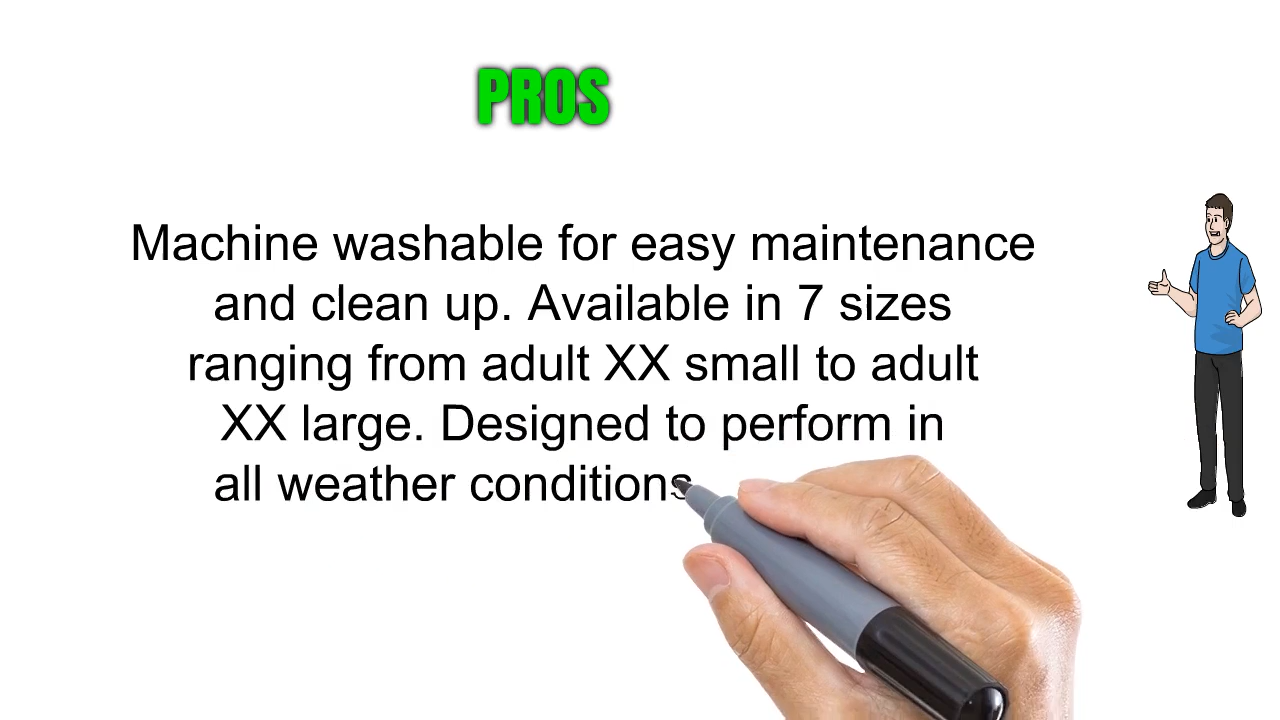 PROS
Machine washable for easy maintenance
and clean up. Available in 7 sizes
ranging from adult XX small to adult
XX large. Designed to perform in
all weather conditions